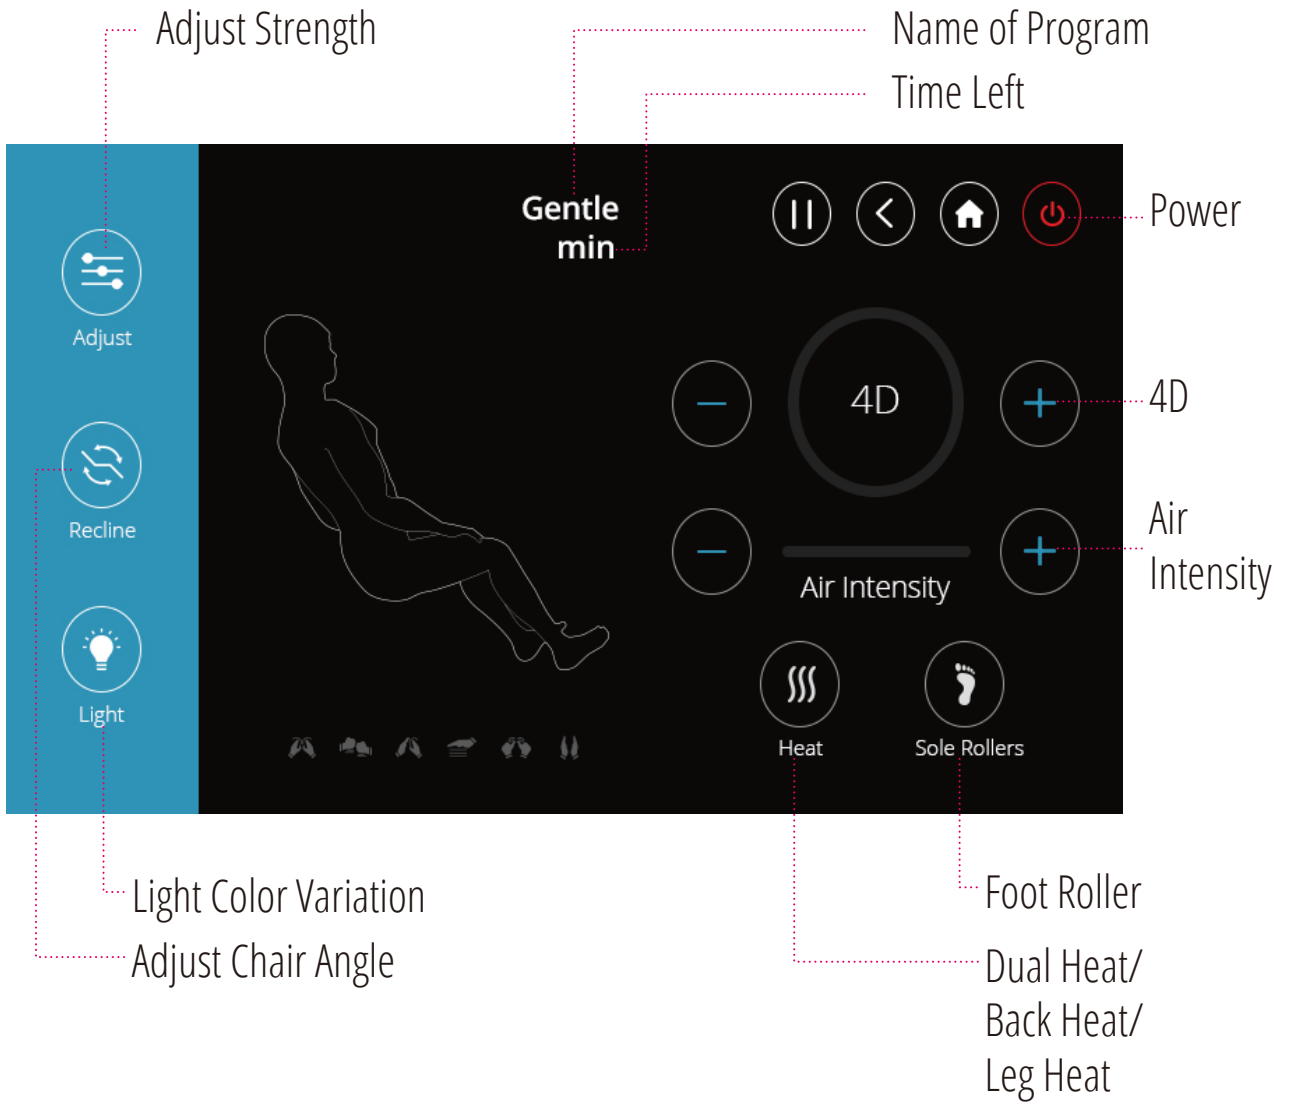 Adjust Strength
Name of Program
Time Left
Gentle
min
Power
Adjust
4D
4D
Recline
Air
Intensity
Air Intensity
Light
Heat
Sole Rollers
Light Color Variation
Adjust Chair Angle
Foot Roller
Dual Heat/
Back Heat/
Leg Heat